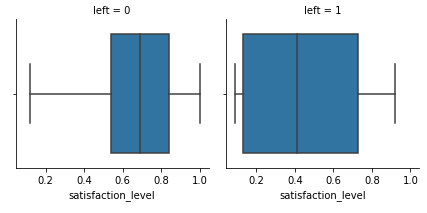 left = 0
left = 1
0.2 0.4 0.6 0.8 1.0
0.2 0.4 0.6 0.8 1.0
satisfaction_level
satisfaction_level